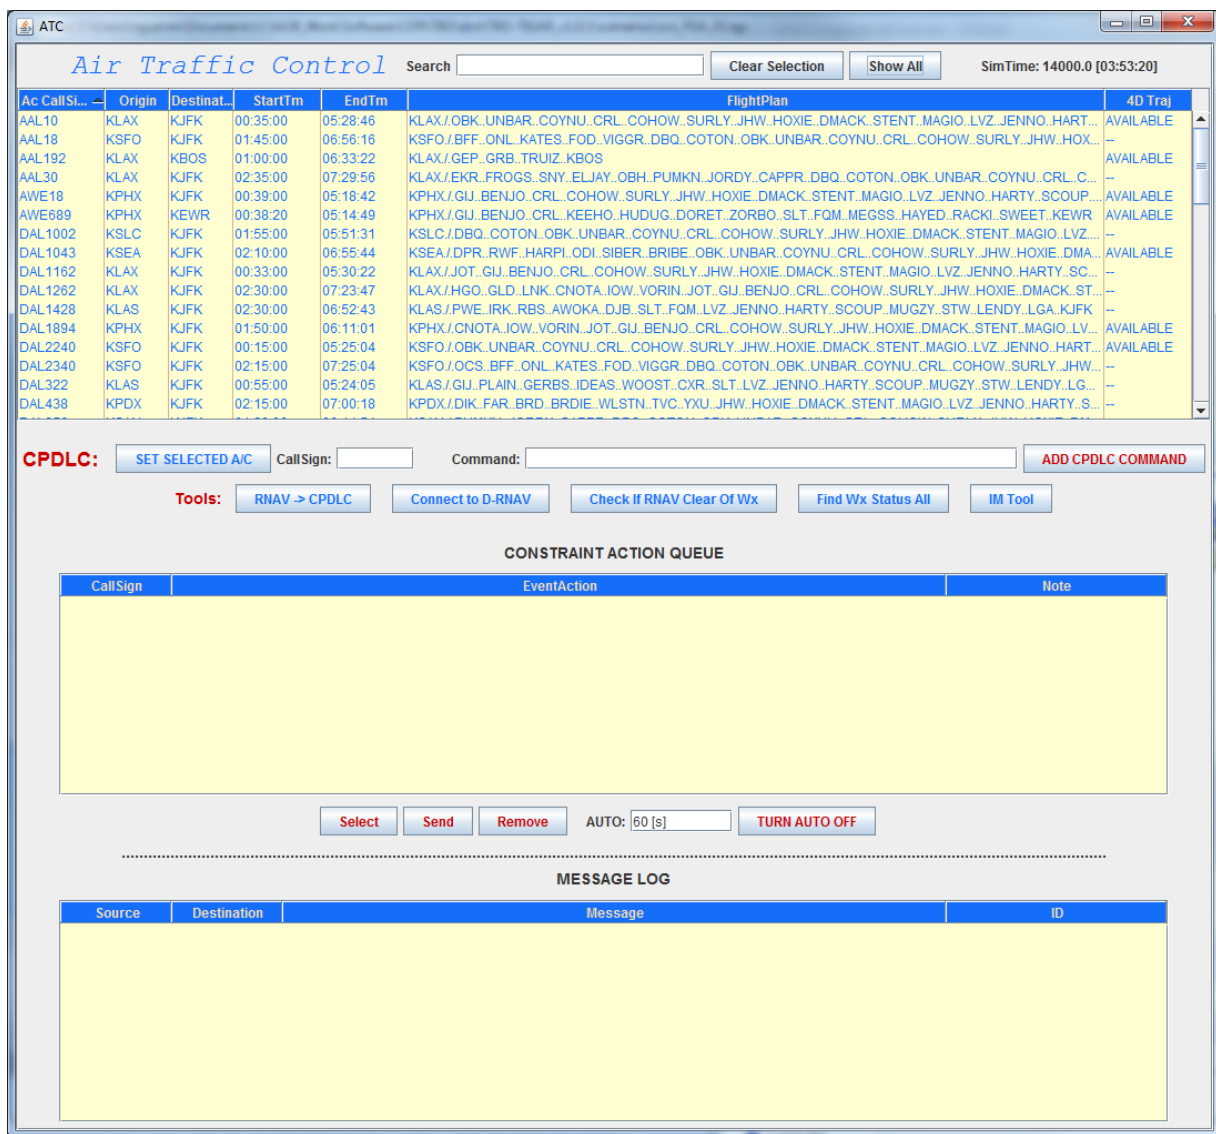 ATC
Air Traffic Control Search Clear Selection Show All SimTime: 14000.0 [03:53:20]
Ac CallSi... Origin Destinat... StartTm EndTm FlightPlan 4D Traj
AAL10 KLAX KJFK 00:35:00 05:28:46 KLAX./.OBK..UNBAR..COYNU..CRL..COHOW..SURLY..JHW..HOXIE..DMACK..STENT..MAGIO..LVZ..JENNO..HART... AVAILABLE
AAL18 KSFO KJFK 01:45:00 06:56:16 KSFO./.BFF..ONL..KATES..FOD..VIGGR..DBQ..COTON..OBK..UNBAR..COYNU..CRL..COHOW..SURLY..JHW..HOX... --
AAL192 KLAX KBOS 01:00:00 06:33:22 KLAX./.GEP..GRB..TRUIZ..KBOS AVAILABLE
AAL30 KLAX KJFK 02:35:00 07:29:56 KLAX./.EKR..FROGS..SNY..ELJAY..OBH..PUMKN..JORDY..CAPPR..DBQ..COTON..OBK..UNBAR..COYNU..CRL..C... --
AWE18 KPHX KJFK 00:39:00 05:18:42 KPHX./.GIJ..BENJO..CRL..COHOW..SURLY..JHW..HOXIE..DMACK..STENT..MAGIO..LVZ..JENNO..HARTY..SCOUP.... AVAILABLE
AWE689 KPHX KEWR 00:38:20 05:14:49 KPHX./.GIJ..BENJO..CRL..KEEHO..HUDUG..DORET..ZORBO..SLT..FQM..MEGSS..HAYED..RACKI..SWEET..KEWR AVAILABLE
DAL1002 KSLC KJFK 01:55:00 05:51:31 KSLC./.DBQ..COTON..OBK..UNBAR..COYNU..CRL..COHOW..SURLY..JHW..HOXIE..DMACK..STENT..MAGIO..LVZ.... --
DAL1043 KSEA KJFK 02:10:00 06:55:44 KSEA./.DPR..RWF..HARPI..ODI..SIBER..BRIBE..OBK..UNBAR..COYNU..CRL..COHOW..SURLY..JHW..HOXIE..DMA... AVAILABLE
DAL1162 KLAX KJFK 00:33:00 05:30:22 KLAX./.JOT..GIJ..BENJO..CRL..COHOW..SURLY..JHW..HOXIE..DMACK..STENT..MAGIO..LVZ..JENNO..HARTY..SC... --
DAL1262 KLAX KJFK 02:30:00 07:23:47 KLAX./.HGO..GLD..LNK..CNOTA..IOW..VORIN..JOT..GIJ..BENJO..CRL..COHOW..SURLY..JHW..HOXIE..DMACK..ST... --
DAL1428 KLAS KJFK 02:30:00 06:52:43 KLAS./.PWE..IRK..RBS..AWOKA..DJB..SLT..FQM..LVZ..JENNO..HARTY..SCOUP..MUGZY..STW..LENDY..LGA..KJFK --
DAL1894 KPHX KJFK 01:50:00 06:11:01 KPHX./.CNOTA..IOW..VORIN..JOT..GIJ..BENJO..CRL..COHOW..SURLY..JHW..HOXIE..DMACK..STENT..MAGIO..LV... AVAILABLE
DAL2240 KSFO KJFK 00:15:00 05:25:04 KSFO./.OBK..UNBAR..COYNU..CRL..COHOW..SURLY..JHW..HOXIE..DMACK..STENT..MAGIO..LVZ..JENNO..HART... AVAILABLE
DAL2340 KSFO KJFK 02:15:00 07:25:04 KSFO./.OCS..BFF..ONL..KATES..FOD..VIGGR..DBQ..COTON..OBK..UNBAR..COYNU..CRL..COHOW..SURLY..JHW... --
DAL322 KLAS KJFK 00:55:00 05:24:05 KLAS./.GIJ..PLAIN..GERBS..IDEAS..WOOST..CXR..SLT..LVZ..JENNO..HARTY..SCOUP..MUGZY..STW..LENDY..LG... --
DAL438 KPDX KJFK 02:15:00 07:00:18 KPDX./.DIK..FAR..BRD..BRDIE..WLSTN..TVC..YXU..JHW..HOXIE..DMACK..STENT..MAGIO..LVZ..JENNO..HARTY..S... --
CPDLC: SET SELECTED A/C CallSign: Command: ADD CPDLC COMMAND
Tools: RNAV -> CPDLC Connect to D-RNAV Check If RNAV Clear Of Wx Find Wx Status All IM Tool
CONSTRAINT ACTION QUEUE
CallSign EventAction Note
Select Send Remove AUTO: 60 [s] TURN AUTO OFF
MESSAGE LOG
Source Destination Message ID